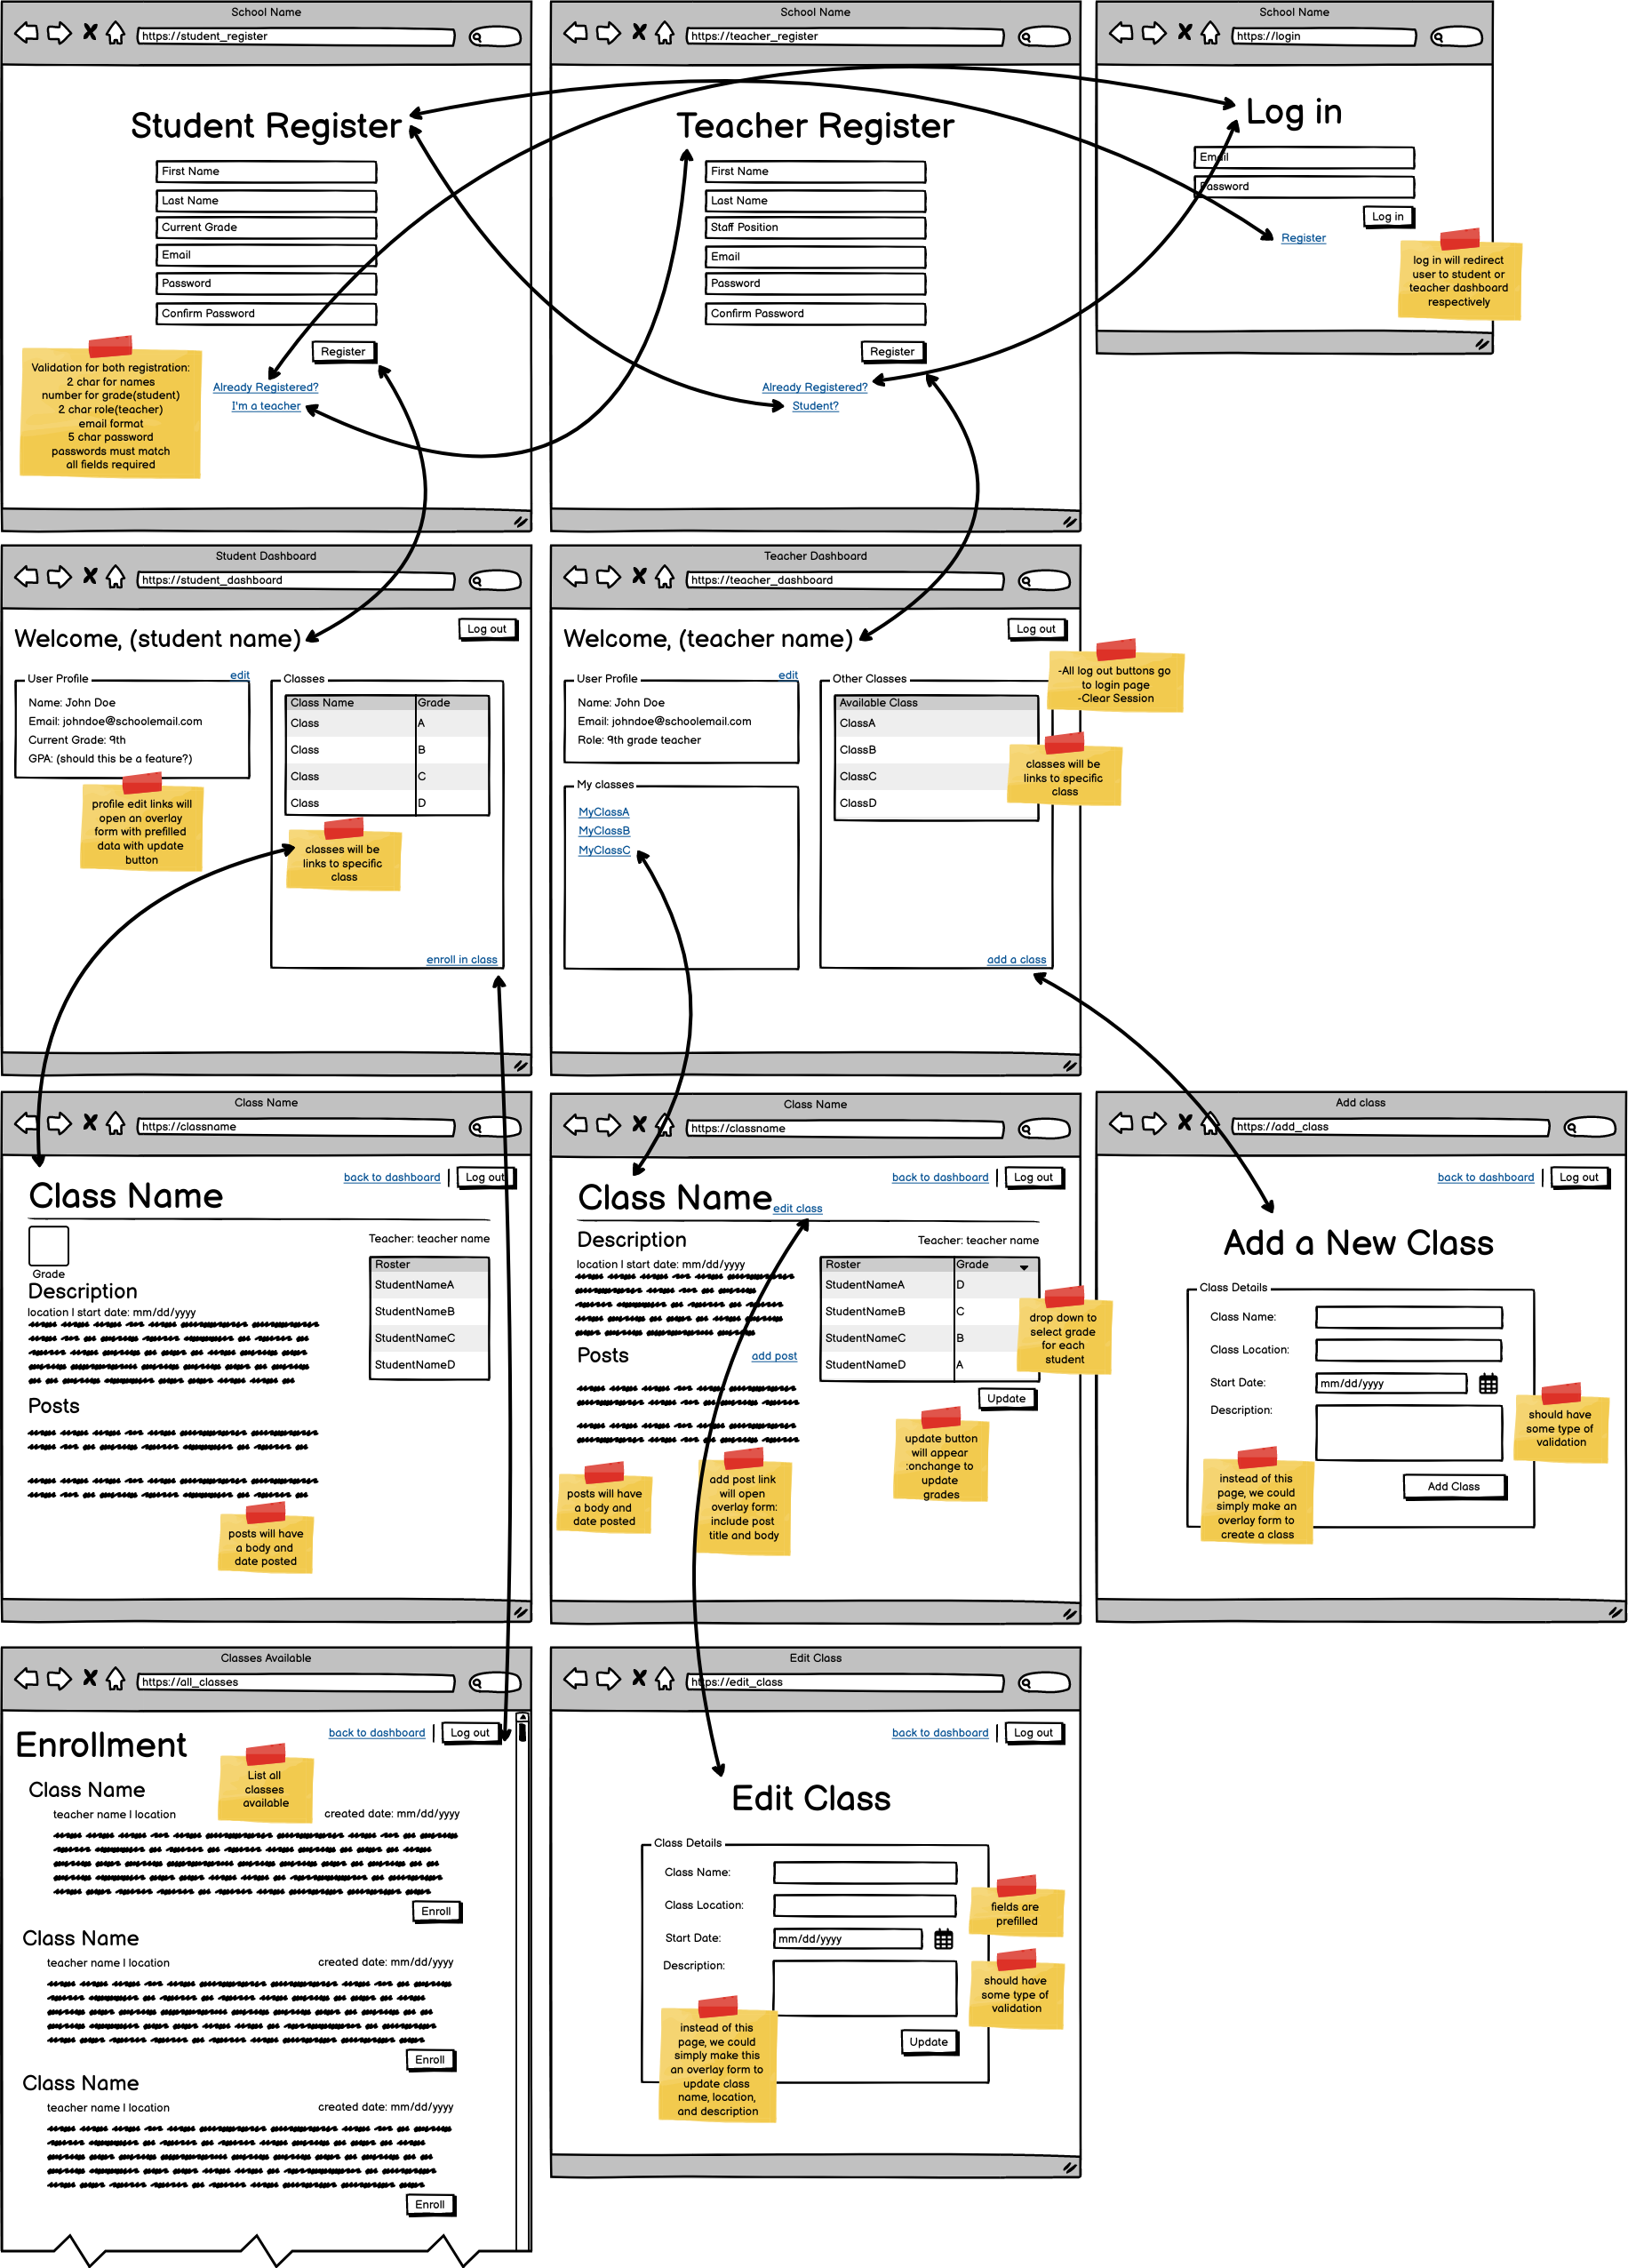 School Name
https://student_register
Student Register
First Name
Last Name
Current Grade
Email
Password
Confirm Password
Register
Already Registered?
I'm a teacher
Validation for both registration:
2 char for names
number for grade(student)
2 char role(teacher)
email format
5 char password
passwords must match
all fields required
School Name
https://teacher_register
Teacher Register
First Name
Last Name
Staff Position
Email
Password
Confirm Password
Register
Already Registered?
Student?
School Name
https://login
Log in
Email
Password
Log in
Register
log in will redirect
user to student or
teacher dashboard
respectively
Student Dashboard
https://student_dashboard
Welcome, (student name)
Log out
User Profile
edit
Name: John Doe
Email: johndoe@schoolemail.com
Current Grade: 9th
GPA: (should this be a feature?)
profile edit links will
open an overlay
form with prefilled
data with update
button
Classes
Class Name Grade
Class A
Class B
Class C
Class D
classes will be
links to specific
class
enroll in class
Teacher Dashboard
https://teacher_dashboard
Welcome, (teacher name)
Log out
User Profile
edit
Name: John Doe
Email: johndoe@schoolemail.com
Role: 9th grade teacher
My classes
MyClassA
MyClassB
MyClassC
Other Classes
Available Class
ClassA
ClassB
ClassC
ClassD
add a class
-All log out buttons go
to login page
-Clear Session
classes will be
links to specific
class
Class Name
https://classname
back to dashboard | Log out
Class Name
Grade
Teacher: teacher name
Description
location | start date: mm/dd/yyyy
Roster
StudentNameA
StudentNameB
StudentNameC
StudentNameD
Posts
posts will have
a body and
date posted
Class Name
https://classname
back to dashboard | Log out
Class Name
edit class
Description
location | start date: mm/dd/yyyy
Teacher: teacher name
Roster Grade
StudentNameA D
StudentNameB C
StudentNameC B
StudentNameD A
Update
Posts
add post
drop down to
select grade
for each
student
update button
will appear
:onchange to
update
grades
posts will have
a body and
date posted
add post link
will open
overlay form:
include post
title and body
Add class
https://add_class
back to dashboard | Log out
Add a New Class
Class Details
Class Name:
Class Location:
Start Date:
mm/dd/yyyy
Description:
Add Class
should have
some type of
validation
instead of this
page, we could
simply make an
overlay form to
create a class
Classes Available
https://all_classes
back to dashboard | Log out
Enrollment
List all
classes
available
Class Name
teacher name | location
created date: mm/dd/yyyy
Enroll
Class Name
teacher name | location
created date: mm/dd/yyyy
Enroll
Class Name
teacher name | location
created date: mm/dd/yyyy
Enroll
Edit Class
https://edit_class
back to dashboard | Log out
Edit Class
Class Details
Class Name:
Class Location:
Start Date:
mm/dd/yyyy
Description:
Update
fields are
prefilled
should have
some type of
validation
instead of this
page, we could
simply make this
an overlay form to
update class
name, location,
and description